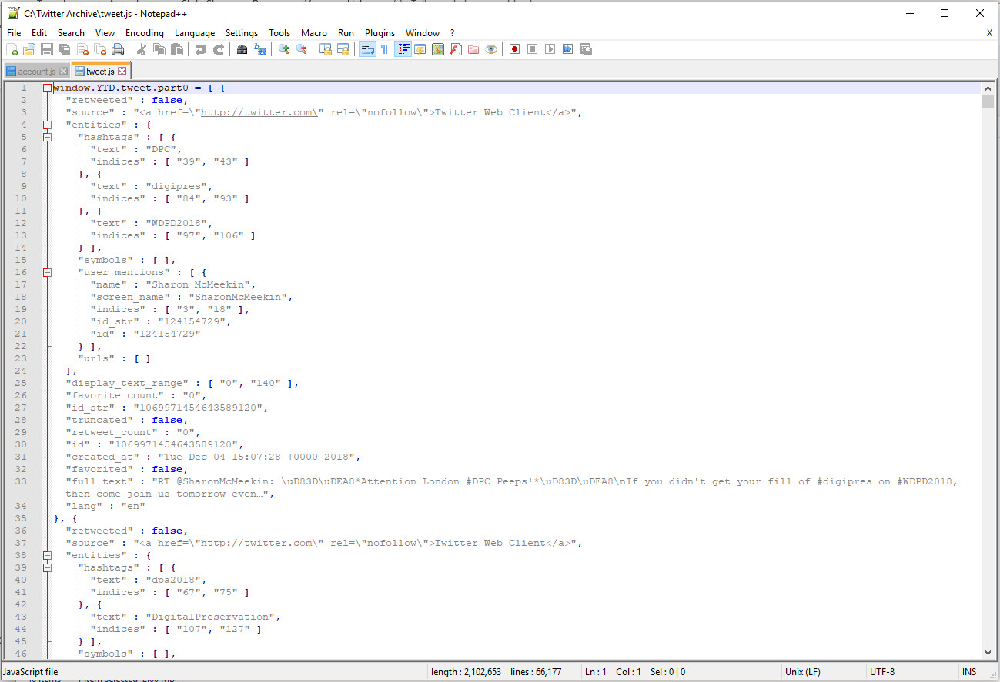 C:\Twitter Archive\tweet.js - Notepad++
File Edit Search View Encoding Language Settings Tools Macro Run Plugins Window ? X
account.js tweet.js
1 window.YTD.tweet.part0 = [ {
2 "retweeted" : false,
3 "source" : "<a href=\"http://twitter.com\" rel=\"nofollow\">Twitter Web Client</a>",
4 "entities" : {
5 "hashtags" : [ {
6 "text" : "DPC",
7 "indices" : [ "39", "43" ]
8 }, {
9 "text" : "digipres",
10 "indices" : [ "84", "93" ]
11 }, {
12 "text" : "WDPD2018",
13 "indices" : [ "97", "106" ]
14 } ],
15 "symbols" : [ ],
16 "user_mentions" : [ {
17 "name" : "Sharon McMeekin",
18 "screen_name" : "SharonMcMeekin",
19 "indices" : [ "3", "18" ],
20 "id_str" : "124154729",
21 "id" : "124154729"
22 } ],
23 "urls" : [ ]
24 },
25 "display_text_range" : [ "0", "140" ],
26 "favorite_count" : "0",
27 "id_str" : "1069971454643589120",
28 "truncated" : false,
29 "retweet_count" : "0",
30 "id" : "1069971454643589120",
31 "created_at" : "Tue Dec 04 15:07:28 +0000 2018",
32 "favorited" : false,
33 "full_text" : "RT @SharonMcMeekin: \uD83D\uDEA8*Attention London #DPC Peeps!*\uD83D\uDEA8\nIf you didn't get your fill of #digipres on #WDPD2018,
then come join us tomorrow even…",
34 "lang" : "en"
35 }, {
36 "retweeted" : false,
37 "source" : "<a href=\"http://twitter.com\" rel=\"nofollow\">Twitter Web Client</a>",
38 "entities" : {
39 "hashtags" : [ {
40 "text" : "dpa2018",
41 "indices" : [ "67", "75" ]
42 }, {
43 "text" : "DigitalPreservation",
44 "indices" : [ "107", "127" ]
45 } ],
46 "symbols" : [ ],
JavaScript file length : 2,102,653 lines : 66,177 Ln : 1 Col : 1 Sel : 0 | 0 Unix (LF) UTF-8 INS